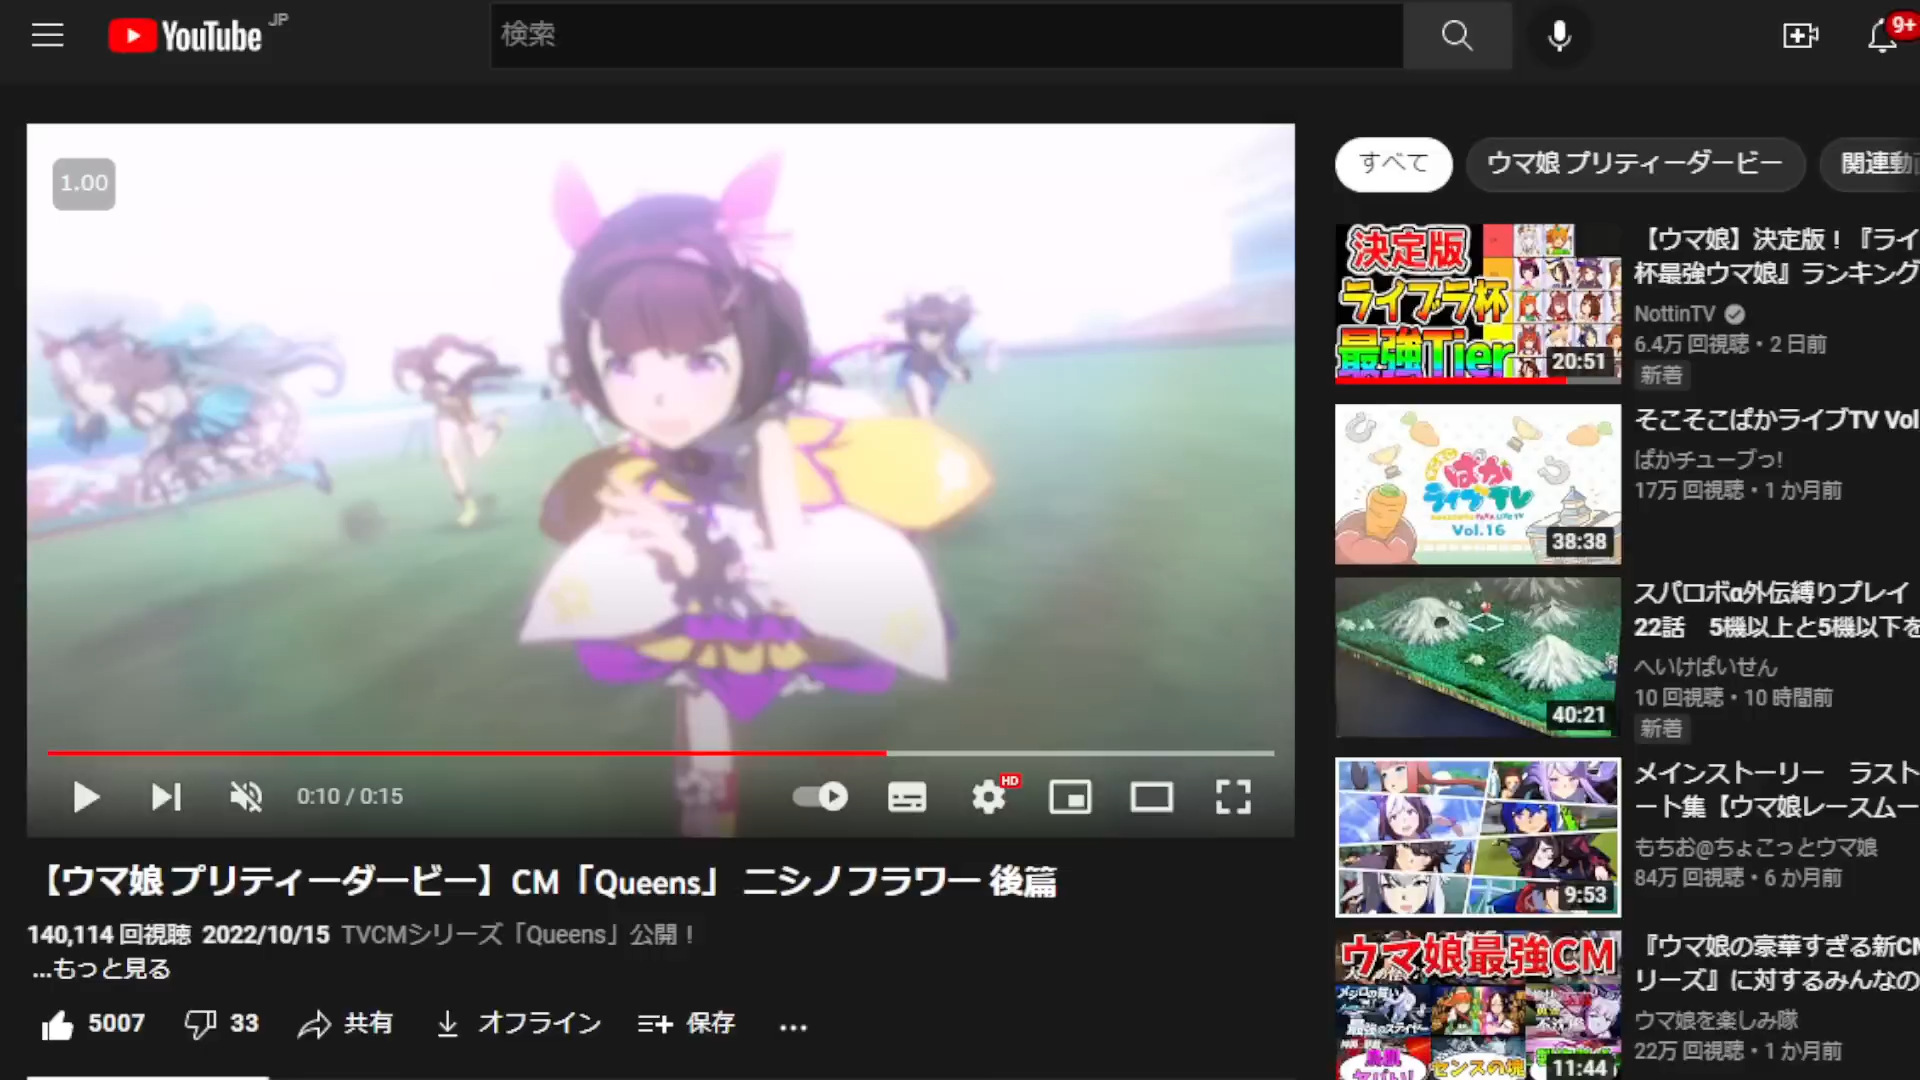 YouTube JP
検索
9+
1.00
0:10 / 0:15
HD
【ウマ娘 プリティーダービー】CM「Queens」 ニシノフラワー 後篇
140,114 回視聴 2022/10/15 TVCMシリーズ「Queens」公開！
...もっと見る
5007 33 共有 オフライン 保存 ...
すべて ウマ娘 プリティーダービー 関連動
決定版
ライブラ杯
最強Tier
20:51
【ウマ娘】決定版！『ライ
杯最強ウマ娘』ランキング
NottinTV
6.4万 回視聴・2 日前
新着
ぱか
ライブTV
Vol.16
38:38
そこそこぱかライブTV Vol
ぱかチューブっ!
17万 回視聴・1 か月前
40:21
スパロボα外伝縛りプレイ
22話 5機以上と5機以下を
へいけぱいせん
10 回視聴・10 時間前
新着
9:53
メインストーリー ラスト
ート集【ウマ娘レースムー
もちお@ちょこっとウマ娘
84万 回視聴・6 か月前
ウマ娘最強CM
センスの塊
11:44
『ウマ娘の豪華すぎる新CM
リーズ』に対するみんなの
ウマ娘を楽しみ隊
22万 回視聴・1 か月前